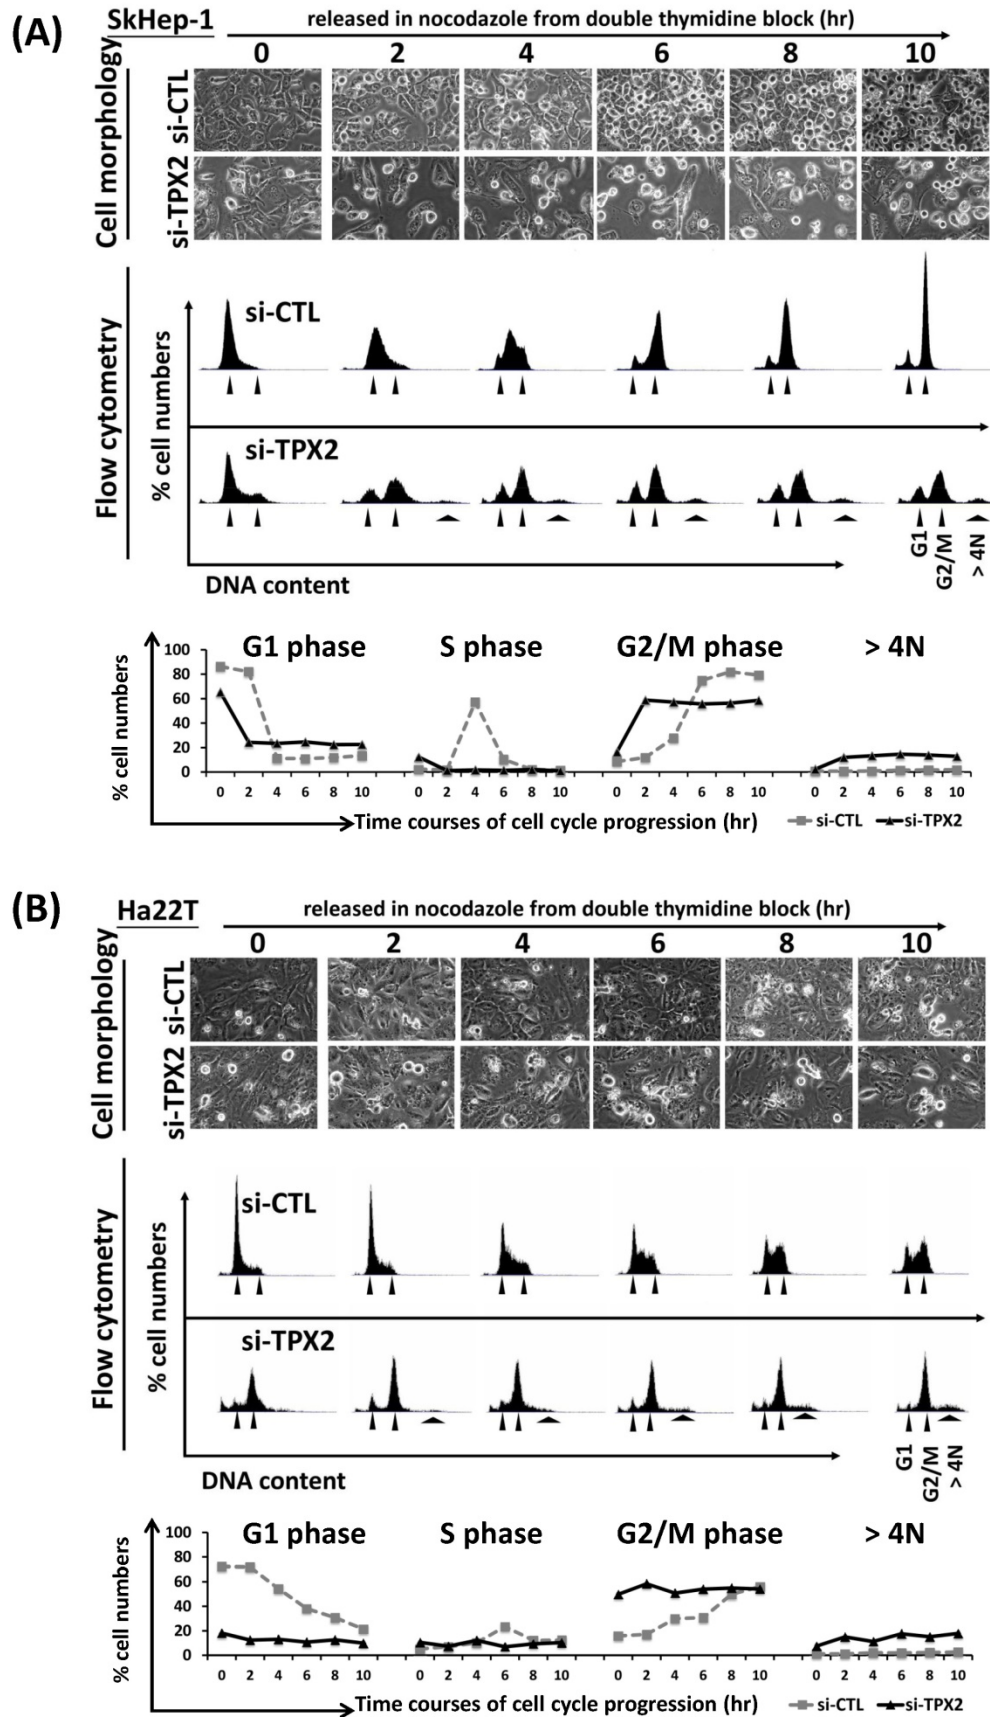 (A)
SkHep-1
released in nocodazole from double thymidine block (hr)
0 2 4 6 8 10
Cell morphology
si-CTL
si-TPX2
Flow cytometry
% cell numbers
si-CTL
si-TPX2
G1
G2/M
> 4N
DNA content
G1 phase S phase G2/M phase > 4N
% cell numbers
100
80
60
40
20
0
0 2 4 6 8 10 0 2 4 6 8 10 0 2 4 6 8 10 0 2 4 6 8 10
Time courses of cell cycle progression (hr)
si-CTL si-TPX2
(B)
Ha22T
released in nocodazole from double thymidine block (hr)
0 2 4 6 8 10
Cell morphology
si-CTL
si-TPX2
Flow cytometry
% cell numbers
si-CTL
si-TPX2
G1
G2/M
> 4N
DNA content
G1 phase S phase G2/M phase > 4N
% cell numbers
100
80
60
40
20
0
0 2 4 6 8 10 0 2 4 6 8 10 0 2 4 6 8 10 0 2 4 6 8 10
Time courses of cell cycle progression (hr)
si-CTL si-TPX2